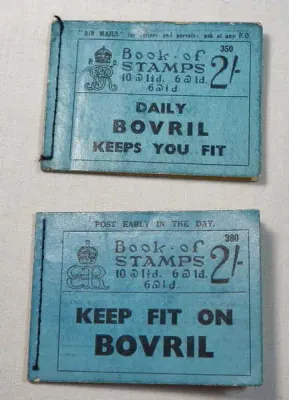 "AIR MAILS" for letters and parcels: ask at any P.O.
350
Book of
STAMPS 2/-
10 @ 1½d. 6 @ 1d.
6 @ ½d.
DAILY
BOVRIL
KEEPS YOU FIT
POST EARLY IN THE DAY.
380
Book of
STAMPS 2/-
10 @ 1½d. 6 @ 1d.
6 @ ½d.
KEEP FIT ON
BOVRIL